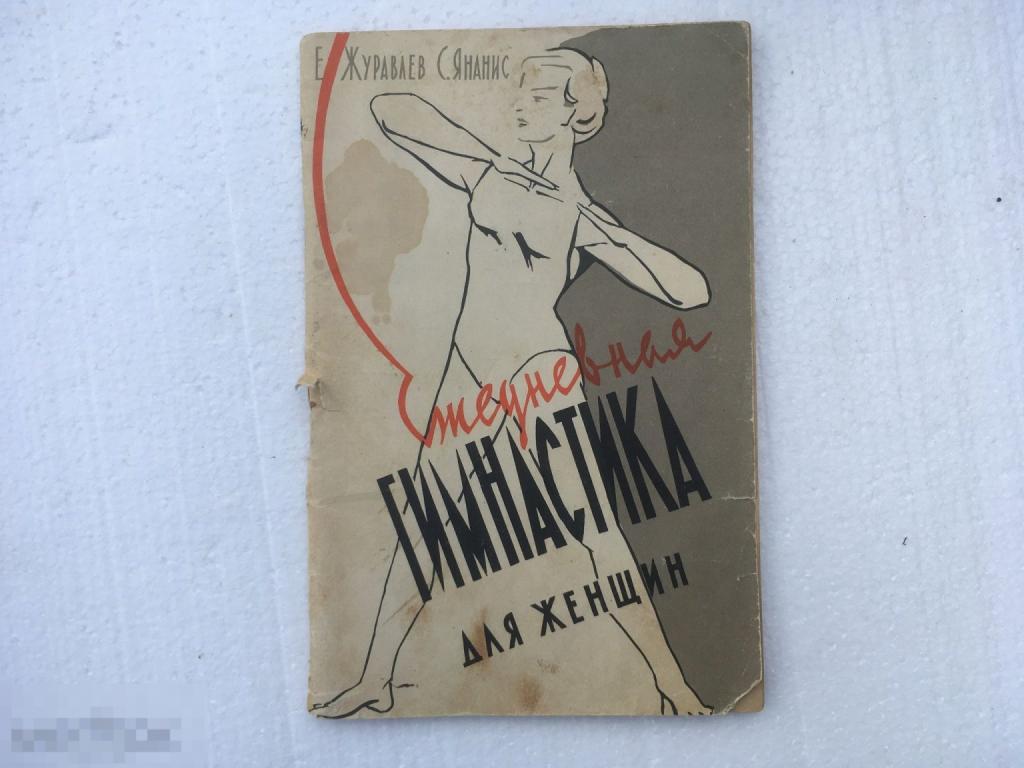 Е. Журавлев С. Янанис
Ежедневная
ГИМНАСТИКА
ДЛЯ ЖЕНЩИН